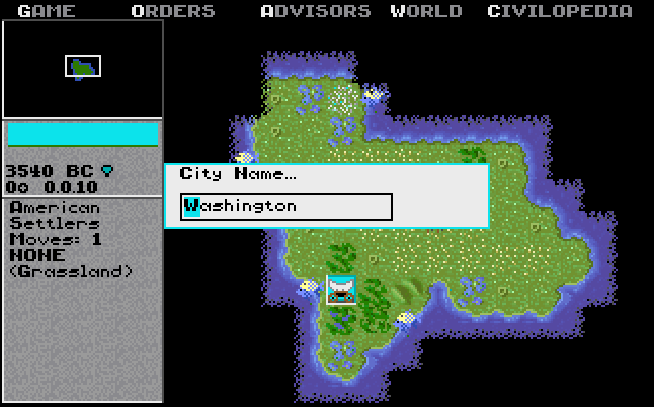 GAME ORDERS ADVISORS WORLD CIVILOPEDIA
3540 BC
0o 0.0.10
American
Settlers
Moves: 1
NONE
(Grassland)
City Name...
Washington